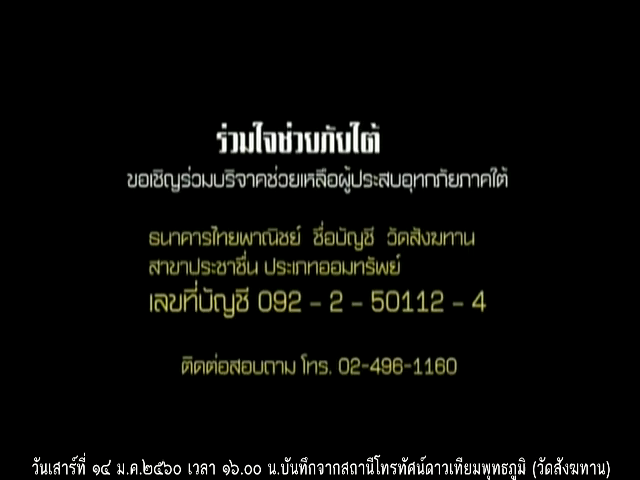 ร่วมใจช่วยภัยใต้
ขอเชิญร่วมบริจาคช่วยเหลือผู้ประสบอุทกภัยภาคใต้
ธนาคารไทยพาณิชย์ ชื่อบัญชี วัดสังฆทาน
สาขาประชาชื่น ประเภทออมทรัพย์
เลขที่บัญชี 092 - 2 - 50112 - 4
ติดต่อสอบถาม โทร. 02-496-1160
วันเสาร์ที่ ๑๔ ม.ค.๒๕๖๐ เวลา ๑๖.๐๐ น.บันทึกจากสถานีโทรทัศน์ดาวเทียมพุทธภูมิ (วัดสังฆทาน)